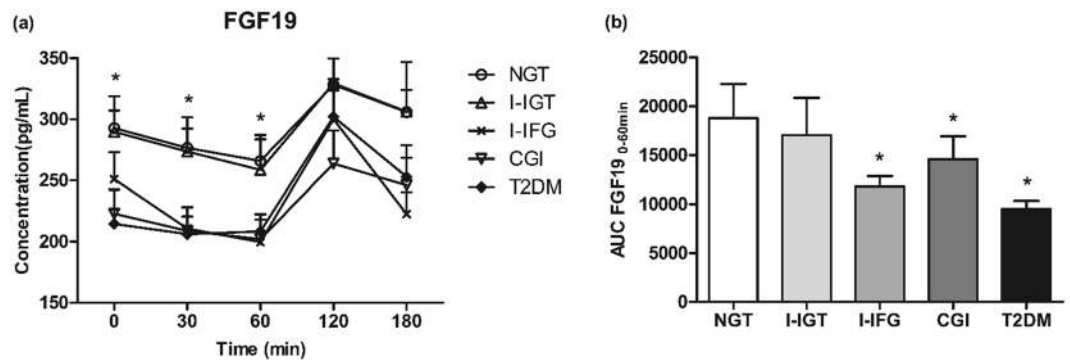 (a)
FGF19
Concentration(pg/mL)
350
300
250
200
150
*
*
*
0
30
60
120
180
Time (min)
NGT
I-IGT
I-IFG
CGI
T2DM
(b)
AUC FGF19 0-60min
25000
20000
15000
10000
5000
0
*
*
*
NGT
I-IGT
I-IFG
CGI
T2DM